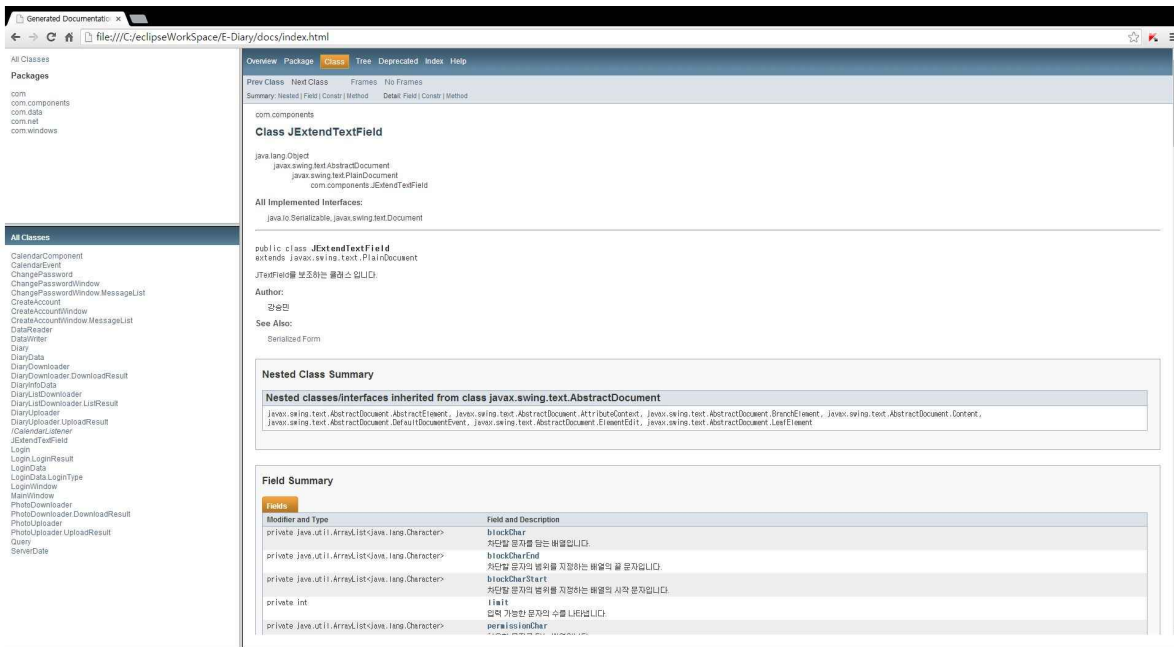 Generated Documentatio
file:///C:/eclipseWorkSpace/E-Diary/docs/index.html
All Classes
Packages
com
com.components
com.data
com.net
com.windows
All Classes
CalendarComponent
CalendarEvent
ChangePassword
ChangePasswordWindow
ChangePasswordWindow.MessageList
CreateAccount
CreateAccountWindow
CreateAccountWindow.MessageList
DataReader
DataWriter
Diary
DiaryData
DiaryDownloader
DiaryDownloader.DownloadResult
DiaryInfoData
DiaryListDownloader
DiaryListDownloader.ListResult
DiaryUploader
DiaryUploader.UploadResult
ICalendarListener
JExtendTextField
Login
Login.LoginResult
LoginData
LoginData.LoginType
LoginWindow
MainWindow
PhotoDownloader
PhotoDownloader.DownloadResult
PhotoUploader
PhotoUploader.UploadResult
Query
ServerDate
Overview Package Class Tree Deprecated Index Help
Prev Class Next Class Frames No Frames
Summary: Nested | Field | Constr | Method Detail: Field | Constr | Method
com.components
Class JExtendTextField
java.lang.Object
javax.swing.text.AbstractDocument
javax.swing.text.PlainDocument
com.components.JExtendTextField
All Implemented Interfaces:
java.io.Serializable, javax.swing.text.Document
public class JExtendTextField
extends javax.swing.text.PlainDocument
JTextField를 보조하는 클래스 입니다.
Author:
강승민
See Also:
Serialized Form
Nested Class Summary
Nested classes/interfaces inherited from class javax.swing.text.AbstractDocument
javax.swing.text.AbstractDocument.AbstractElement, javax.swing.text.AbstractDocument.AttributeContext, javax.swing.text.AbstractDocument.BranchElement, javax.swing.text.AbstractDocument.Content,
javax.swing.text.AbstractDocument.DefaultDocumentEvent, javax.swing.text.AbstractDocument.ElementEdit, javax.swing.text.AbstractDocument.LeafElement
Field Summary
Fields
Modifier and Type Field and Description
private java.util.ArrayList<java.lang.Character> blockChar
차단할 문자를 담는 배열입니다.
private java.util.ArrayList<java.lang.Character> blockCharEnd
차단할 문자의 범위를 지정하는 배열의 끝 문자입니다.
private java.util.ArrayList<java.lang.Character> blockCharStart
차단할 문자의 범위를 지정하는 배열의 시작 문자입니다.
private int limit
입력 가능한 문자의 수를 나타냅니다.
private java.util.ArrayList<java.lang.Character> permissionChar